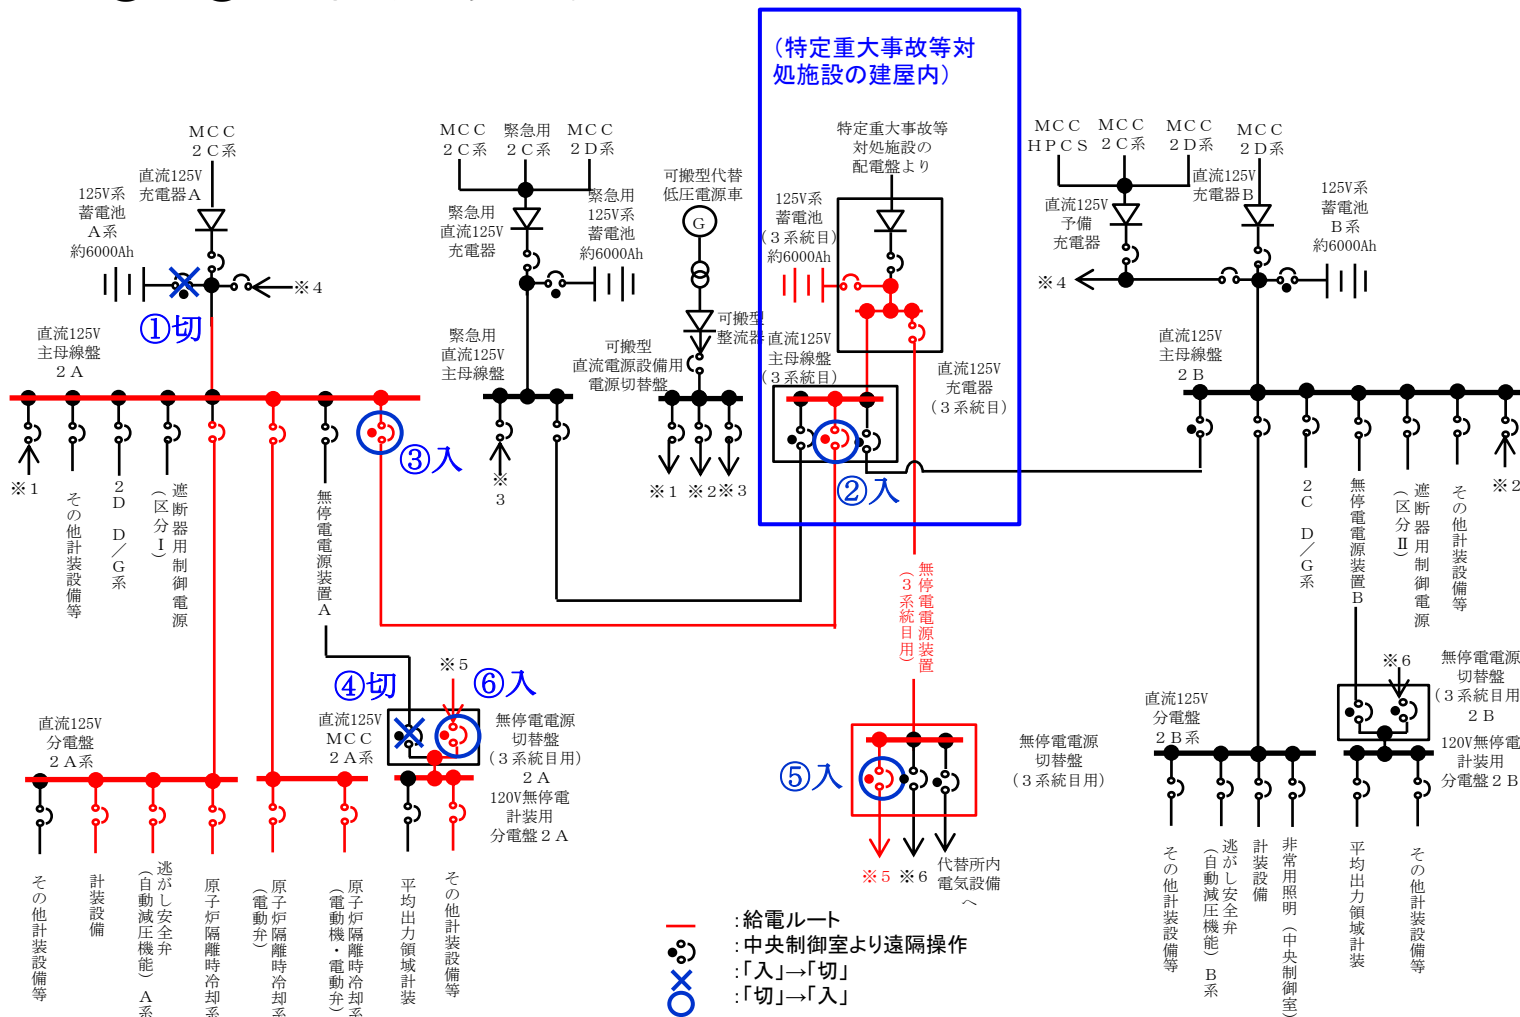 （特定重大事故等対
処施設の建屋内）
特定重大事故等
対処施設の
配電盤より
MCC
2C系
直流125V
充電器A
125V系
蓄電池
A系
約6000Ah
※4
①切
直流125V
主母線盤
2A
MCC
2C系
緊急用
2C系
MCC
2D系
緊急用
直流125V
充電器
緊急用
125V系
蓄電池
約6000Ah
緊急用
直流125V
主母線盤
可搬型代替
低圧電源車
G
可搬型
整流器
可搬型
直流電源設備用
電源切替盤
125V系
蓄電池
（3系統目）
約6000Ah
直流125V
主母線盤
（3系統目）
直流125V
充電器
（3系統目）
MCC
HPCS
MCC
2C系
MCC
2D系
MCC
2D系
直流125V
予備
充電器
直流125V
充電器B
125V系
蓄電池
B系
約6000Ah
※4
直流125V
主母線盤
2B
③入
②入
※1
その他計装設備等
2D D／G系
遮断器用制御電源
（区分Ⅰ）
無停電電源装置A
※3
※1
※2
※3
無停電電源装置
（3系統目用）
2C D／G系
無停電電源装置B
遮断器用制御電源
（区分Ⅱ）
その他計装設備等
※2
④切
※5
⑥入
直流125V
分電盤
2A系
直流125V
MCC
2A系
無停電電源
切替盤
（3系統目用）
2A
120V無停電
計装用
分電盤2A
⑤入
無停電電源
切替盤
（3系統目用）
※5
※6
代替所内
電気設備
へ
直流125V
分電盤
2B系
※6
無停電電源
切替盤
（3系統目用）
2B
120V無停電
計装用
分電盤2B
その他計装設備等
計装設備
逃がし安全弁
（自動減圧機能）A系
原子炉隔離時冷却系
原子炉隔離時冷却系
（電動弁）
原子炉隔離時冷却系
（電動機・電動弁）
平均出力領域計装
その他計装設備等
その他計装設備等
逃がし安全弁
（自動減圧機能）B系
計装設備
非常用照明（中央制御室）
平均出力領域計装
その他計装設備等
：給電ルート
：中央制御室より遠隔操作
：「入」→「切」
：「切」→「入」